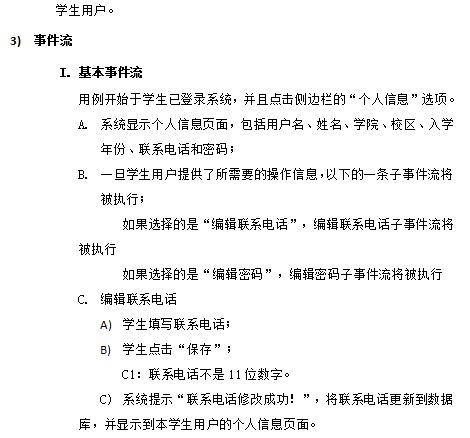 学生用户。
3) 事件流
I. 基本事件流
用例开始于学生已登录系统，并且点击侧边栏的“个人信息”选项。
A. 系统显示个人信息页面，包括用户名、姓名、学院、校区、入学
年份、联系电话和密码；
B. 一旦学生用户提供了所需要的操作信息，以下的一条子事件流将
被执行；
如果选择的是“编辑联系电话”，编辑联系电话子事件流将
被执行
如果选择的是“编辑密码”，编辑密码子事件流将被执行
C. 编辑联系电话
A) 学生填写联系电话；
B) 学生点击“保存”；
C1：联系电话不是11位数字。
C) 系统提示“联系电话修改成功！”，将联系电话更新到数据
库，并显示到本学生用户的个人信息页面。